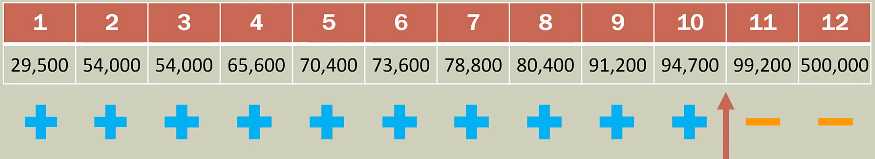 1 2 3 4 5 6 7 8 9 10 11 12
29,500 54,000 54,000 65,600 70,400 73,600 78,800 80,400 91,200 94,700 99,200 500,000
+ + + + + + + + + + − −